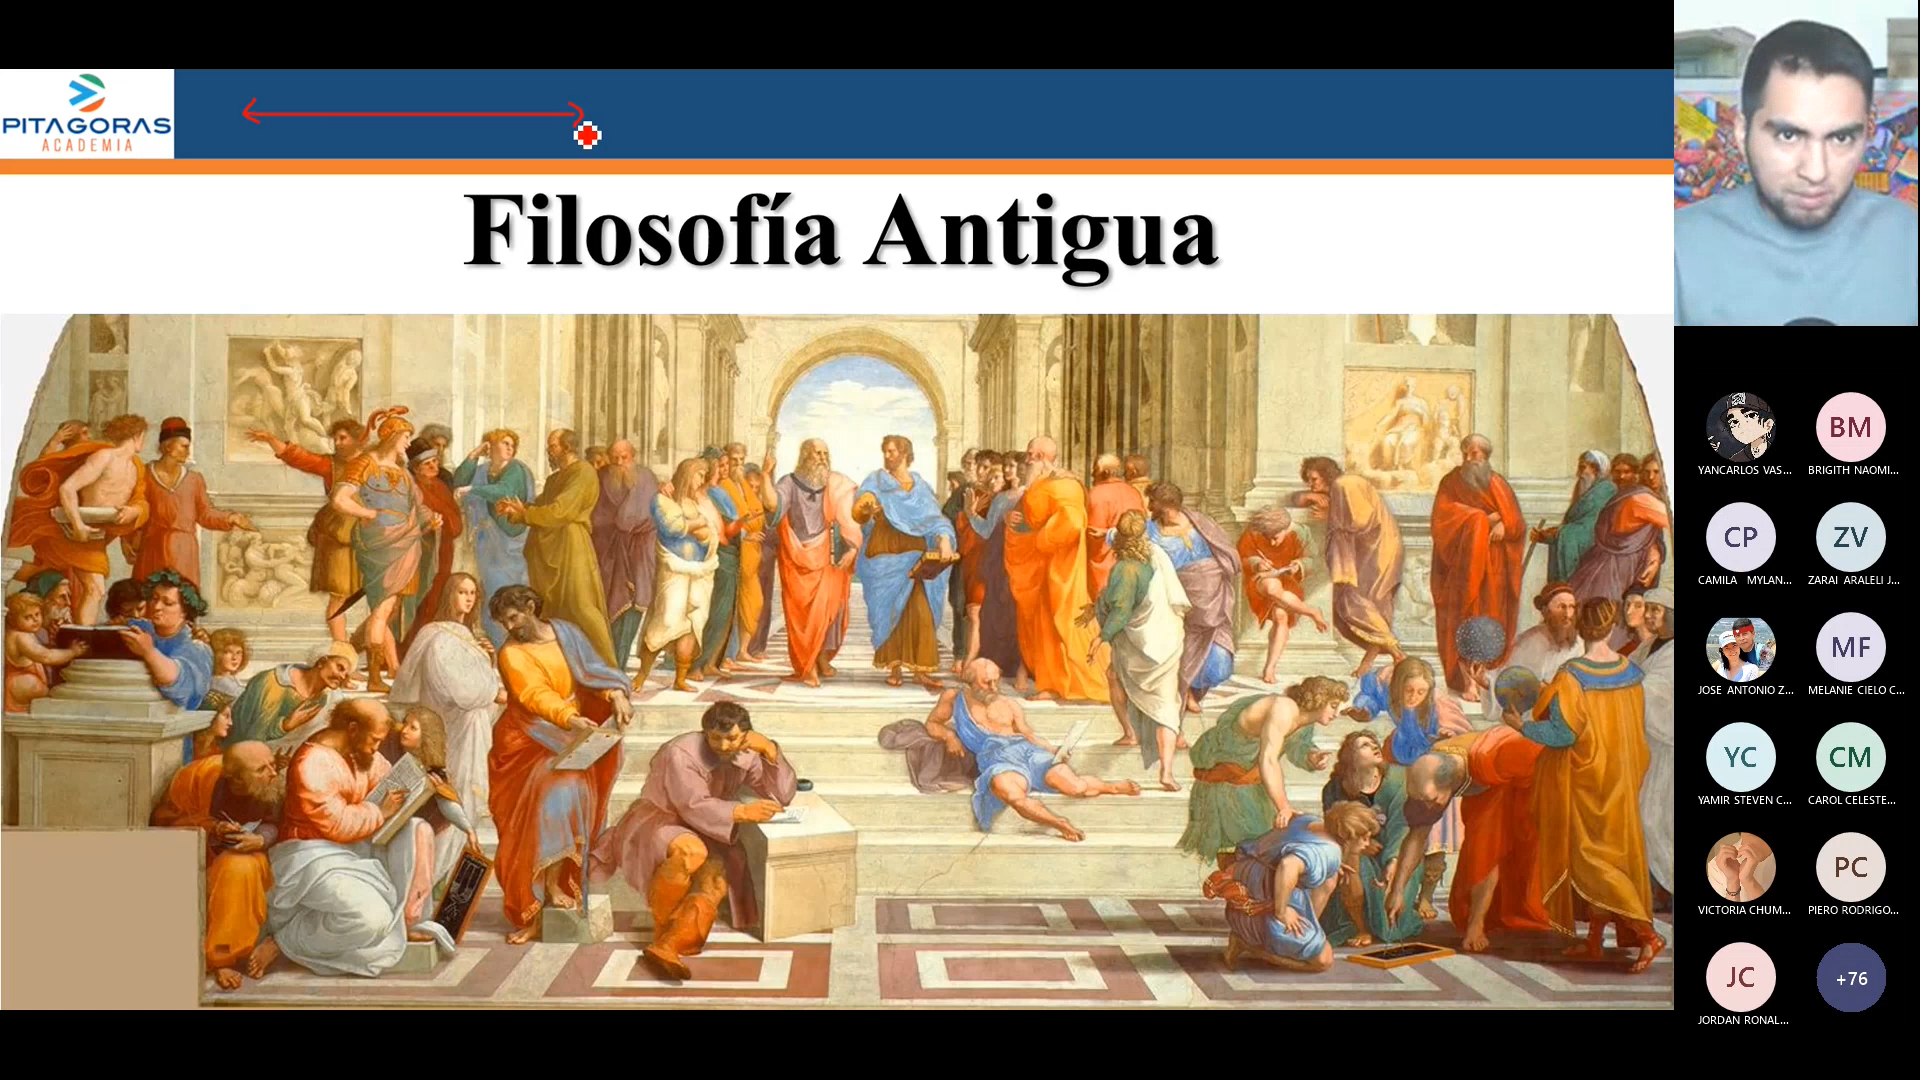 PITAGORAS
ACADEMIA
Filosofía Antigua
YANCARLOS VAS...
BM
BRIGITH NAOMI...
CP
CAMILA MYLAN...
ZV
ZARAI ARALELI J...
JOSE ANTONIO Z...
MF
MELANIE CIELO C...
YC
YAMIR STEVEN C...
CM
CAROL CELESTE...
VICTORIA CHUM...
PC
PIERO RODRIGO...
JC
JORDAN RONAL...
+76